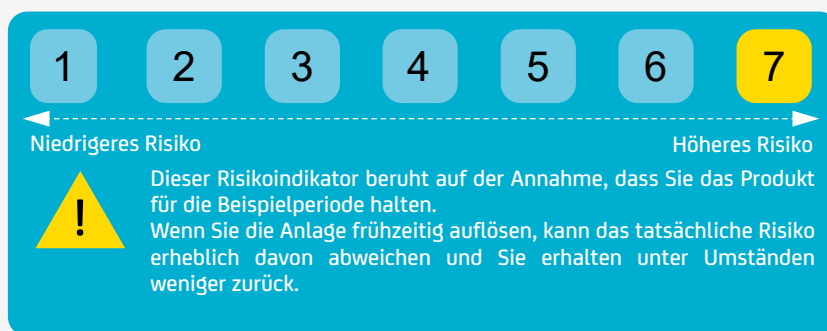 1 2 3 4 5 6 7
Niedrigeres Risiko Höheres Risiko
!
Dieser Risikoindikator beruht auf der Annahme, dass Sie das Produkt
für die Beispielperiode halten.
Wenn Sie die Anlage frühzeitig auflösen, kann das tatsächliche Risiko
erheblich davon abweichen und Sie erhalten unter Umständen
weniger zurück.